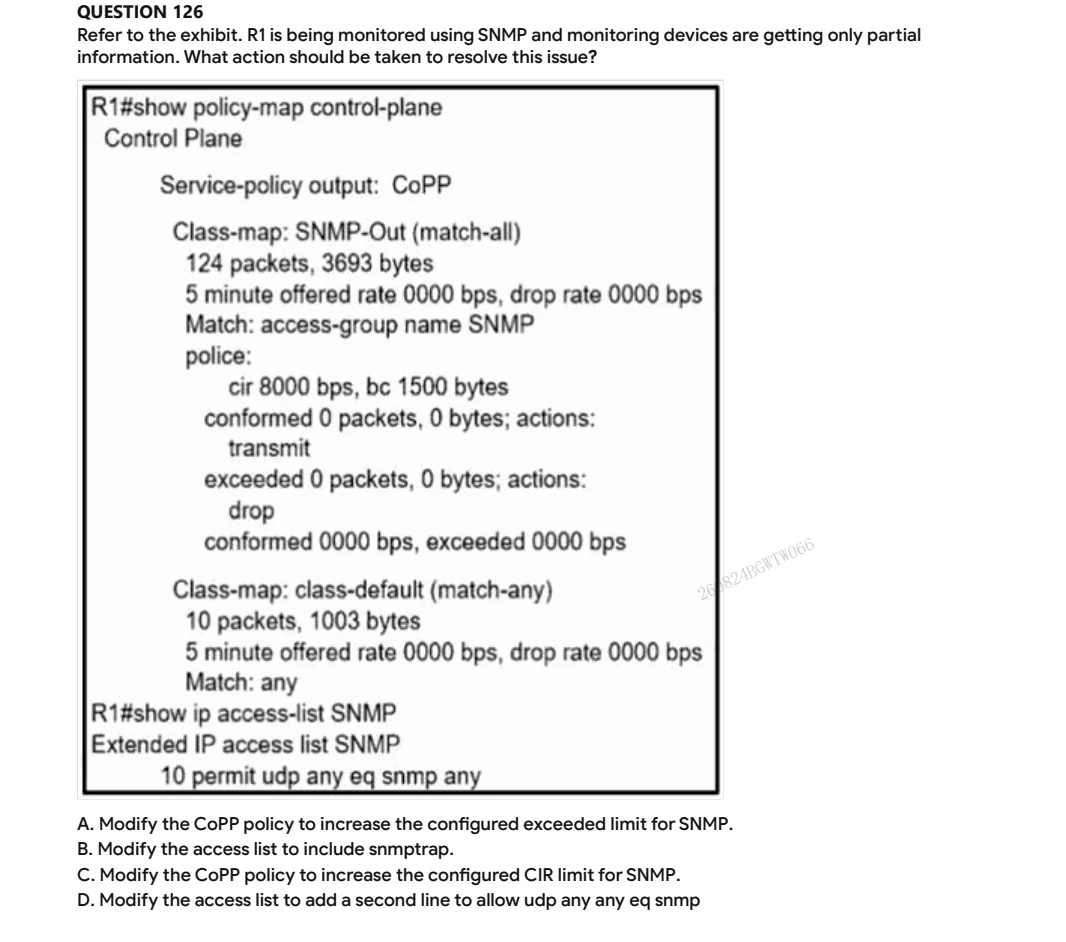 QUESTION 126
Refer to the exhibit. R1 is being monitored using SNMP and monitoring devices are getting only partial
information. What action should be taken to resolve this issue?
R1#show policy-map control-plane
Control Plane
Service-policy output: CoPP
Class-map: SNMP-Out (match-all)
124 packets, 3693 bytes
5 minute offered rate 0000 bps, drop rate 0000 bps
Match: access-group name SNMP
police:
cir 8000 bps, bc 1500 bytes
conformed 0 packets, 0 bytes; actions:
transmit
exceeded 0 packets, 0 bytes; actions:
drop
conformed 0000 bps, exceeded 0000 bps
Class-map: class-default (match-any)
10 packets, 1003 bytes
5 minute offered rate 0000 bps, drop rate 0000 bps
Match: any
R1#show ip access-list SNMP
Extended IP access list SNMP
10 permit udp any eq snmp any
A. Modify the CoPP policy to increase the configured exceeded limit for SNMP.
B. Modify the access list to include snmptrap.
C. Modify the CoPP policy to increase the configured CIR limit for SNMP.
D. Modify the access list to add a second line to allow udp any any eq snmp